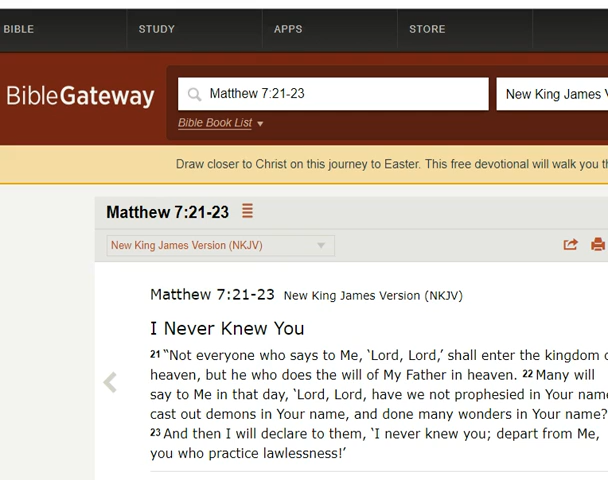 BIBLE STUDY APPS STORE
BibleGateway
Matthew 7:21-23 New King James V
Bible Book List
Draw closer to Christ on this journey to Easter. This free devotional will walk you th
Matthew 7:21-23
New King James Version (NKJV)
Matthew 7:21-23 New King James Version (NKJV)
I Never Knew You
21 “Not everyone who says to Me, ‘Lord, Lord,’ shall enter the kingdom o
heaven, but he who does the will of My Father in heaven. 22 Many will
say to Me in that day, ‘Lord, Lord, have we not prophesied in Your name
cast out demons in Your name, and done many wonders in Your name?
23 And then I will declare to them, ‘I never knew you; depart from Me,
you who practice lawlessness!’